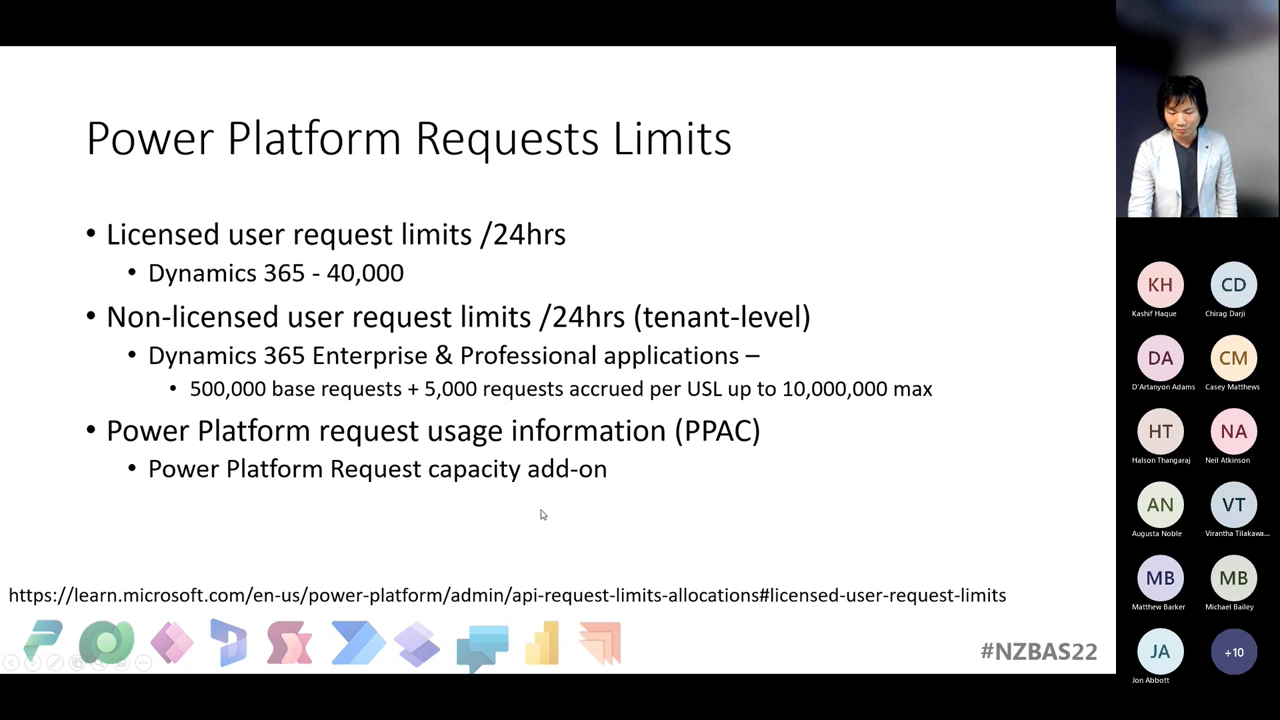 Power Platform Requests Limits
• Licensed user request limits /24hrs
• Dynamics 365 - 40,000
• Non-licensed user request limits /24hrs (tenant-level)
• Dynamics 365 Enterprise & Professional applications –
• 500,000 base requests + 5,000 requests accrued per USL up to 10,000,000 max
• Power Platform request usage information (PPAC)
• Power Platform Request capacity add-on
https://learn.microsoft.com/en-us/power-platform/admin/api-request-limits-allocations#licensed-user-request-limits
#NZBAS22
KH CD
Kashif Haque Chirag Darji
DA CM
D'Artanyon Adams Casey Matthews
HT NA
Halson Thangaraj Neil Atkinson
AN VT
Augusta Noble Virantha Tilakawa...
MB MB
Matthew Barker Michael Bailey
JA +10
Jon Abbott